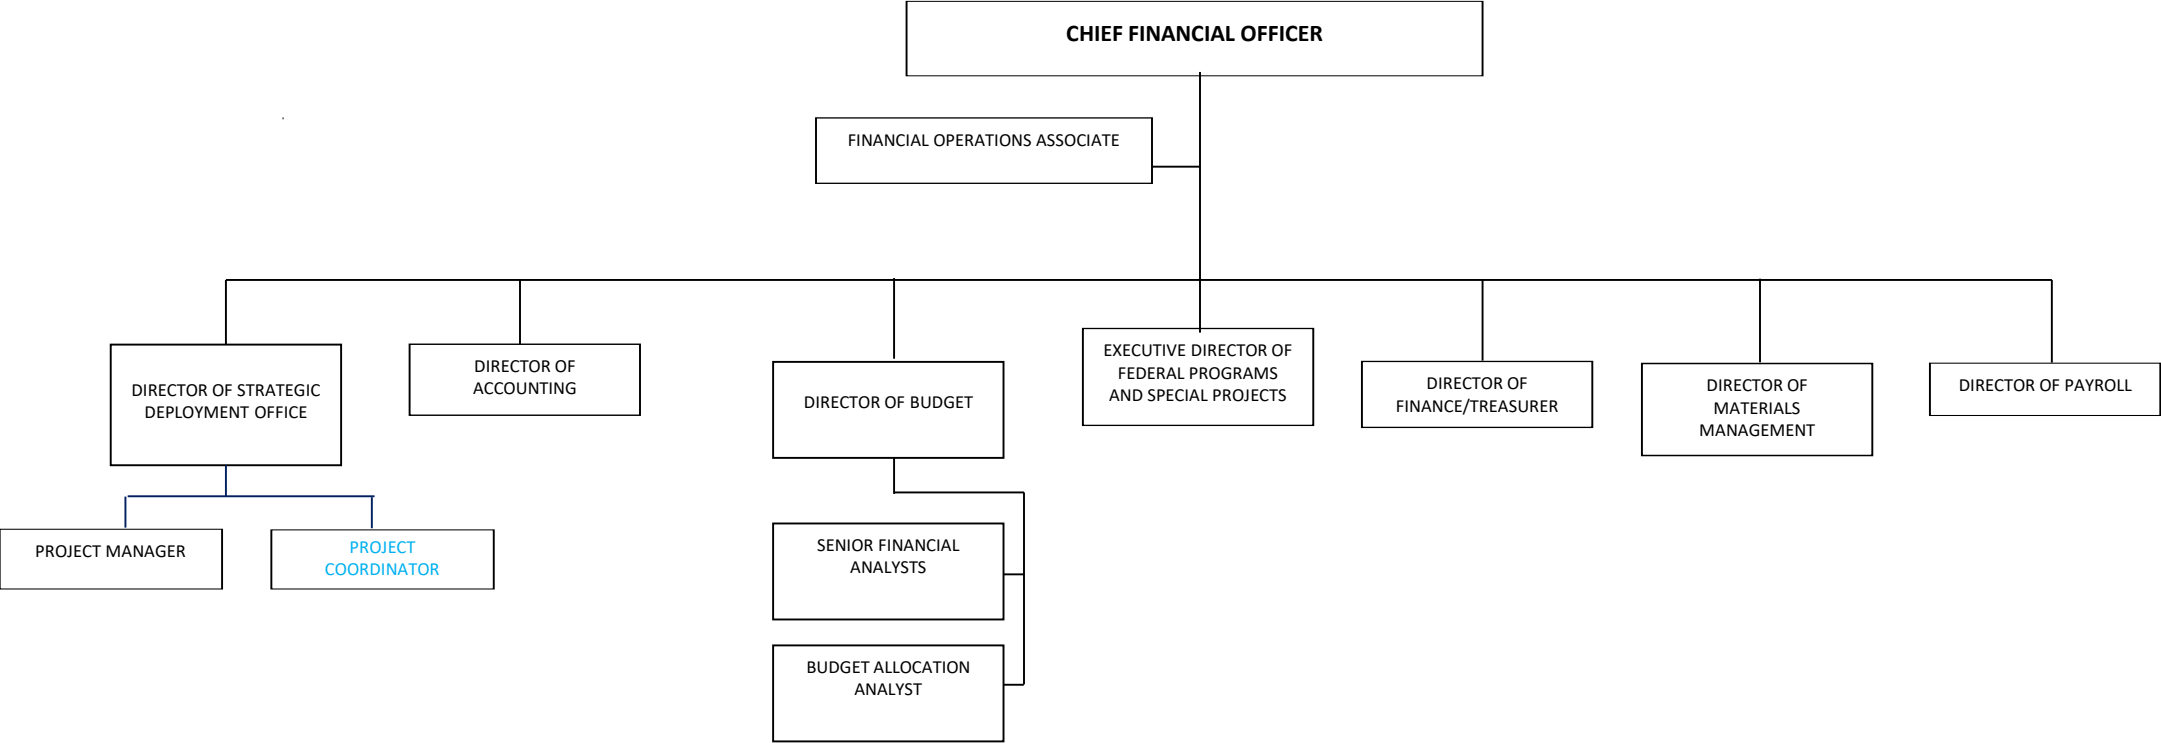 CHIEF FINANCIAL OFFICER
FINANCIAL OPERATIONS ASSOCIATE
DIRECTOR OF STRATEGIC
DEPLOYMENT OFFICE
DIRECTOR OF
ACCOUNTING
DIRECTOR OF BUDGET
EXECUTIVE DIRECTOR OF
FEDERAL PROGRAMS
AND SPECIAL PROJECTS
DIRECTOR OF
FINANCE/TREASURER
DIRECTOR OF
MATERIALS
MANAGEMENT
DIRECTOR OF PAYROLL
PROJECT MANAGER
PROJECT
COORDINATOR
SENIOR FINANCIAL
ANALYSTS
BUDGET ALLOCATION
ANALYST